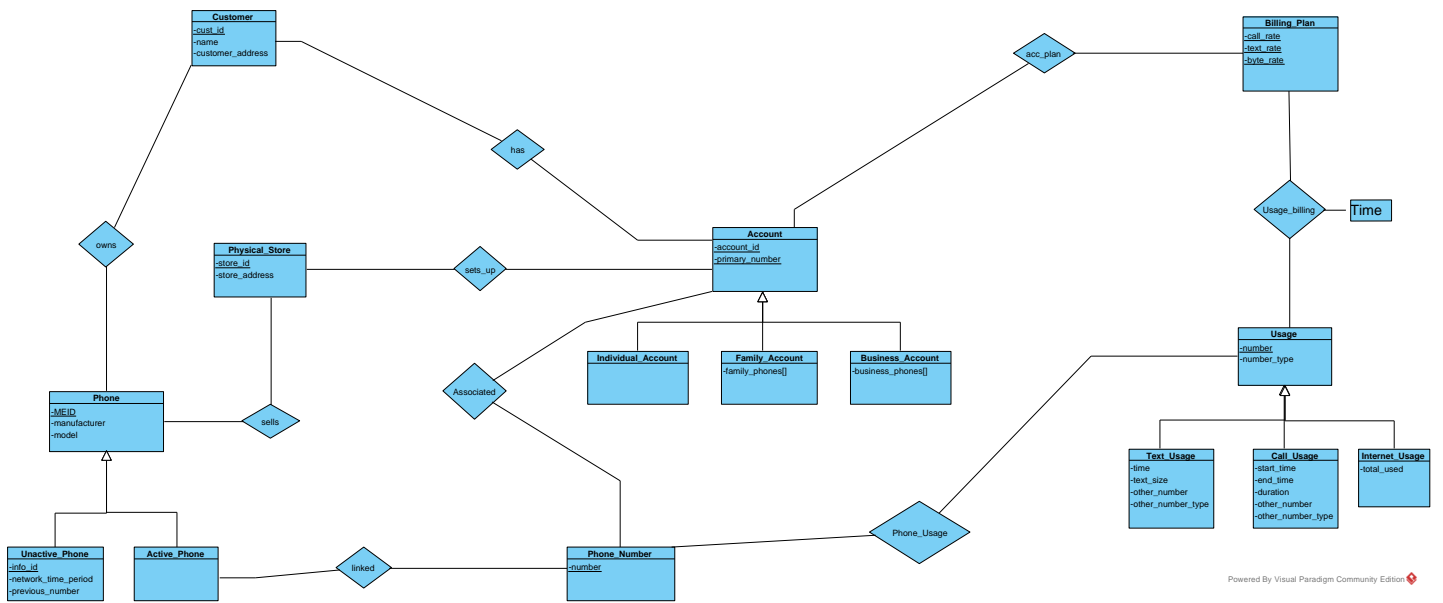 Customer
-cust_id
-name
-customer_address
Billing_Plan
-call_rate
-text_rate
-byte_rate
acc_plan
has
Usage_billing
Time
owns
Physical_Store
-store_id
-store_address
sets_up
Account
-account_id
-primary_number
Usage
-number
-number_type
Individual_Account
Family_Account
-family_phones[]
Business_Account
-business_phones[]
Associated
Phone
-MEID
-manufacturer
-model
sells
Text_Usage
-time
-text_size
-other_number
-other_number_type
Call_Usage
-start_time
-end_time
-duration
-other_number
-other_number_type
Internet_Usage
-total_used
Phone_Usage
Unactive_Phone
-info_id
-network_time_period
-previous_number
Active_Phone
linked
Phone_Number
-number
Powered By Visual Paradigm Community Edition